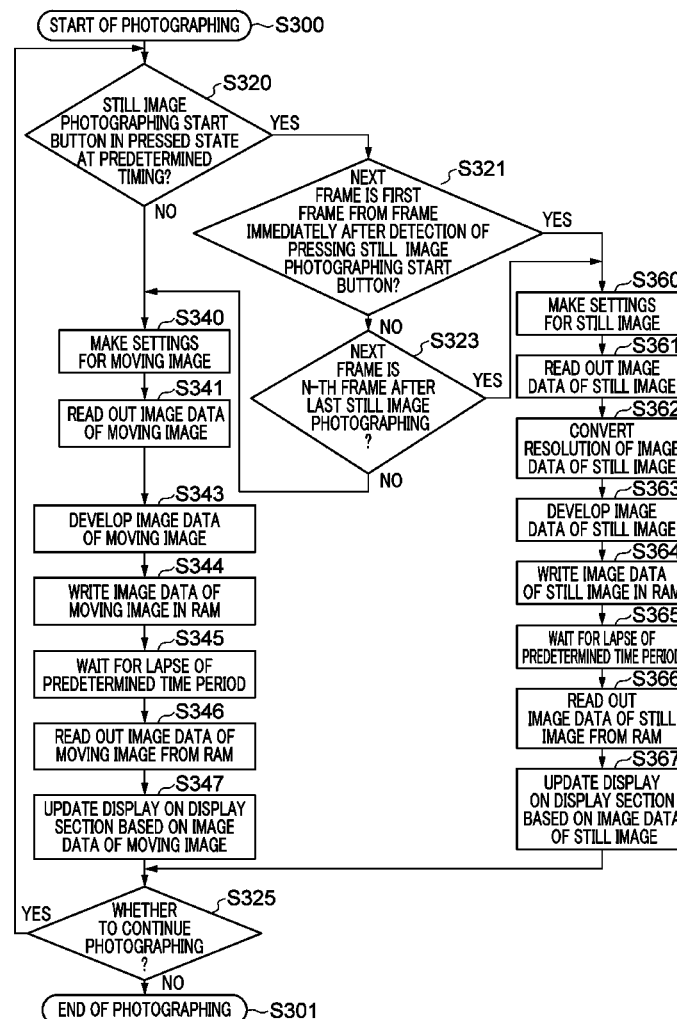 START OF PHOTOGRAPHING
S300
S320
STILL IMAGE
PHOTOGRAPHING START
BUTTON IN PRESSED STATE
AT PREDETERMINED
TIMING?
YES
NO
S321
NEXT
FRAME IS FIRST
FRAME FROM FRAME
IMMEDIATELY AFTER DETECTION OF
PRESSING STILL IMAGE
PHOTOGRAPHING START
BUTTON?
YES
NO
S323
NEXT
FRAME IS
N-TH FRAME AFTER
LAST STILL IMAGE
PHOTOGRAPHING
?
YES
NO
S340
MAKE SETTINGS
FOR MOVING IMAGE
S341
READ OUT IMAGE DATA
OF MOVING IMAGE
S343
DEVELOP IMAGE DATA
OF MOVING IMAGE
S344
WRITE IMAGE DATA OF
MOVING IMAGE IN RAM
S345
WAIT FOR LAPSE OF
PREDETERMINED TIME PERIOD
S346
READ OUT IMAGE DATA OF
MOVING IMAGE FROM RAM
S347
UPDATE DISPLAY ON DISPLAY
SECTION BASED ON IMAGE
DATA OF MOVING IMAGE
S360
MAKE SETTINGS
FOR STILL IMAGE
S361
READ OUT IMAGE
DATA OF STILL IMAGE
S362
CONVERT
RESOLUTION OF IMAGE
DATA OF STILL IMAGE
S363
DEVELOP IMAGE
DATA OF STILL IMAGE
S364
WRITE IMAGE DATA
OF STILL IMAGE IN RAM
S365
WAIT FOR LAPSE OF
PREDETERMINED TIME PERIOD
S366
READ OUT
IMAGE DATA OF STILL
IMAGE FROM RAM
S367
UPDATE DISPLAY
ON DISPLAY SECTION
BASED ON IMAGE DATA
OF STILL IMAGE
S325
WHETHER
TO CONTINUE
PHOTOGRAPHING
?
YES
NO
END OF PHOTOGRAPHING
S301